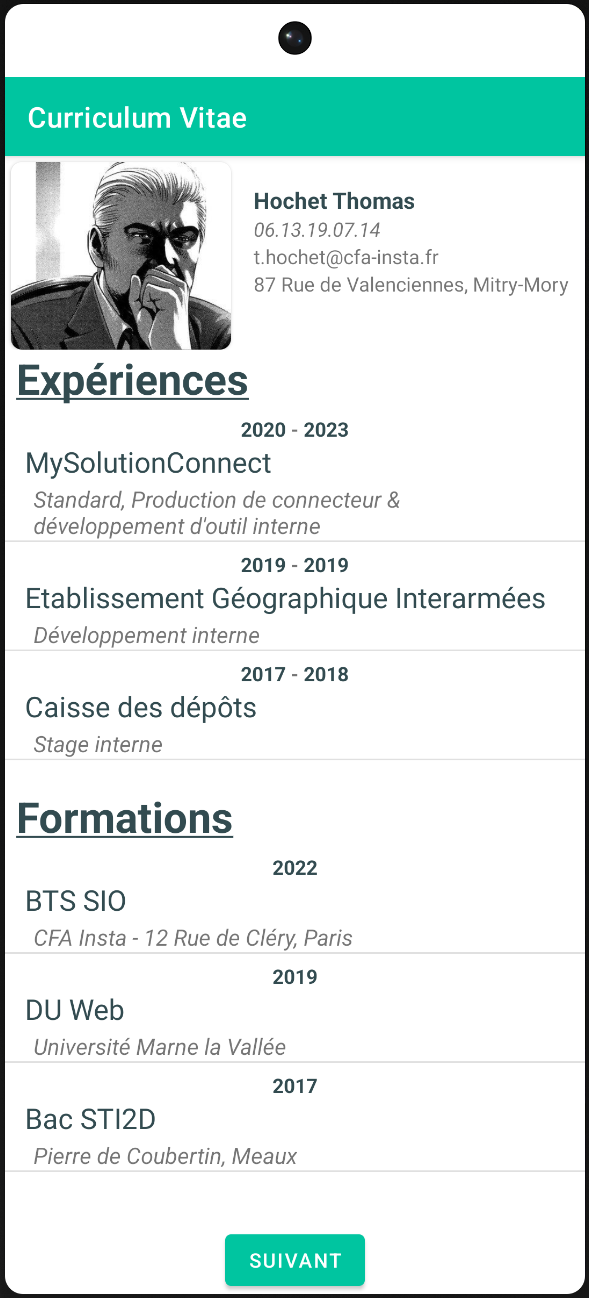 Curriculum Vitae
Hochet Thomas
06.13.19.07.14
t.hochet@cfa-insta.fr
87 Rue de Valenciennes, Mitry-Mory
Expériences
2020 - 2023
MySolutionConnect
Standard, Production de connecteur &
développement d'outil interne
2019 - 2019
Etablissement Géographique Interarmées
Développement interne
2017 - 2018
Caisse des dépôts
Stage interne
Formations
2022
BTS SIO
CFA Insta - 12 Rue de Cléry, Paris
2019
DU Web
Université Marne la Vallée
2017
Bac STI2D
Pierre de Coubertin, Meaux
SUIVANT